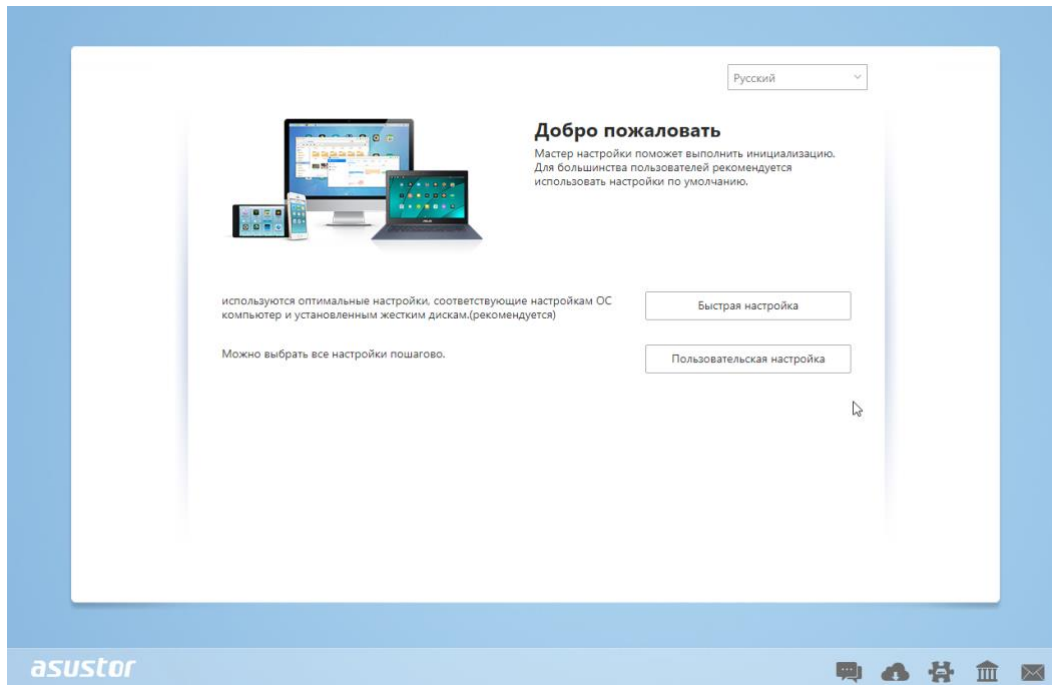 Русский
Добро пожаловать
Мастер настройки поможет выполнить инициализацию.
Для большинства пользователей рекомендуется
использовать настройки по умолчанию.
используются оптимальные настройки, соответствующие настройкам ОС
компьютер и установленным жестким дискам.(рекомендуется)
Быстрая настройка
Можно выбрать все настройки пошагово.
Пользовательская настройка
asustor